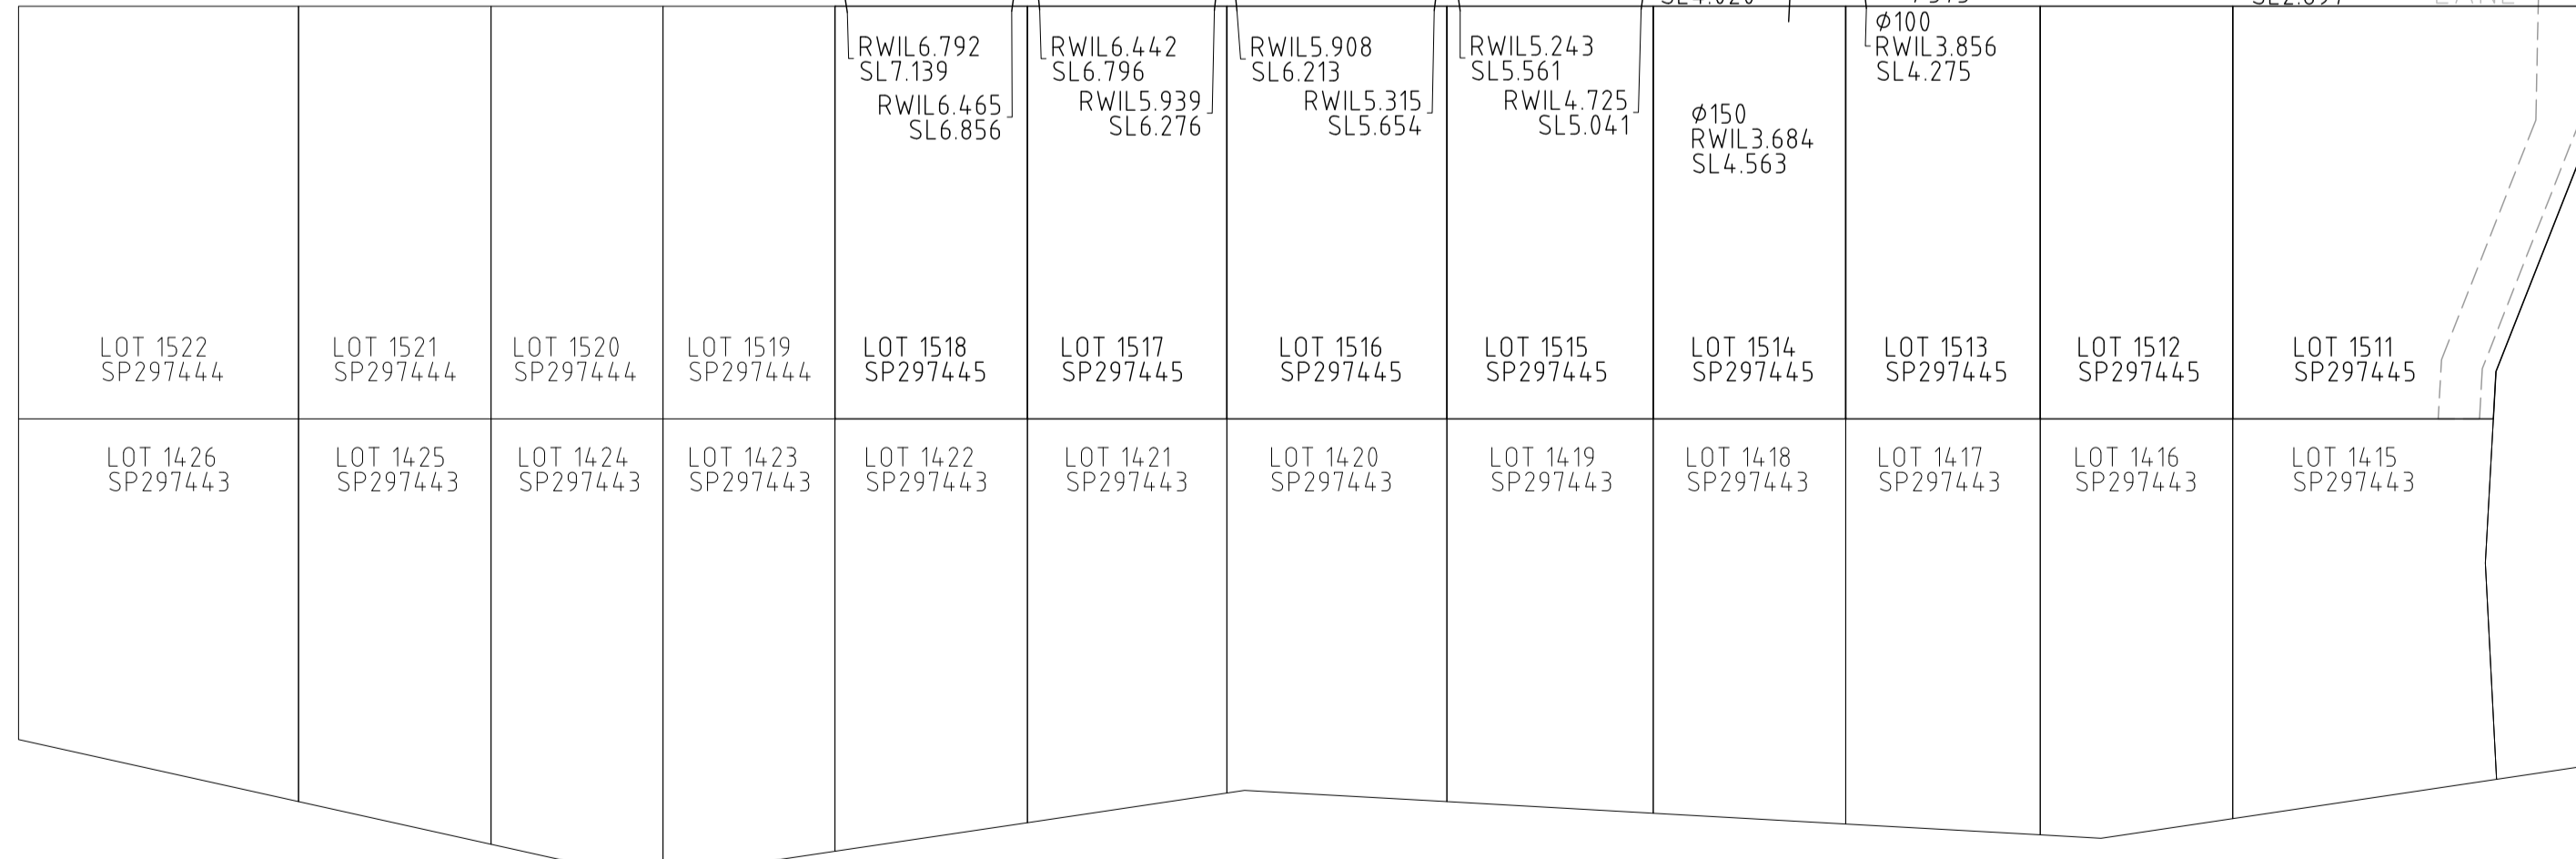 Ø100
RWIL6.792
SL7.139
RWIL6.465
SL6.856
RWIL6.442
SL6.796
RWIL5.939
SL6.276
RWIL5.908
SL6.213
RWIL5.315
SL5.654
RWIL5.243
SL5.561
RWIL4.725
SL5.041
Ø150
RWIL3.684
SL4.563
RWIL3.856
SL4.275
LOT 1522
SP297444
LOT 1521
SP297444
LOT 1520
SP297444
LOT 1519
SP297444
LOT 1518
SP297445
LOT 1517
SP297445
LOT 1516
SP297445
LOT 1515
SP297445
LOT 1514
SP297445
LOT 1513
SP297445
LOT 1512
SP297445
LOT 1511
SP297445
LOT 1426
SP297443
LOT 1425
SP297443
LOT 1424
SP297443
LOT 1423
SP297443
LOT 1422
SP297443
LOT 1421
SP297443
LOT 1420
SP297443
LOT 1419
SP297443
LOT 1418
SP297443
LOT 1417
SP297443
LOT 1416
SP297443
LOT 1415
SP297443